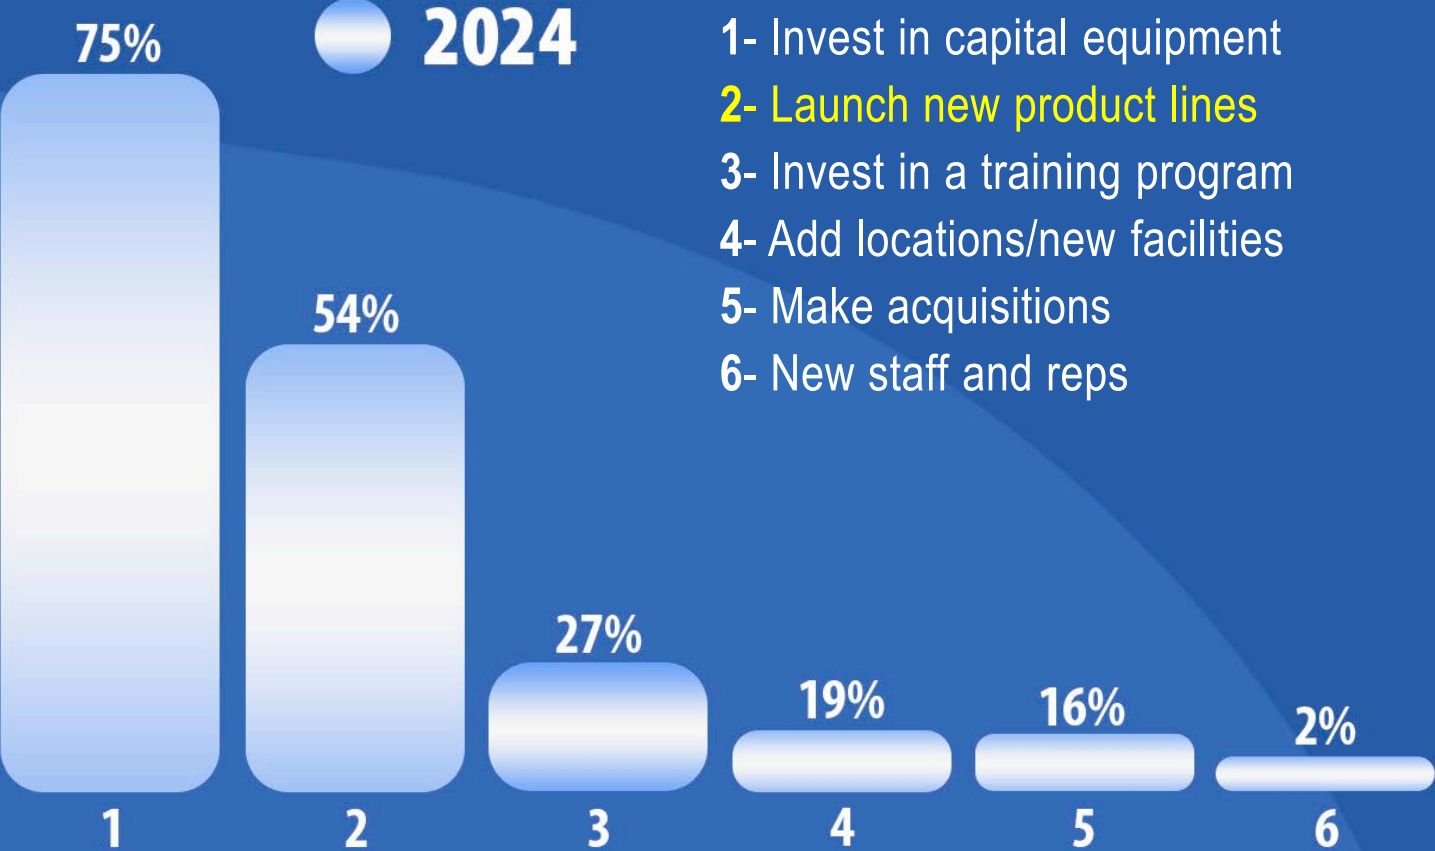 75%
2024
1- Invest in capital equipment
2- Launch new product lines
3- Invest in a training program
4- Add locations/new facilities
5- Make acquisitions
6- New staff and reps
54%
27%
19%
16%
2%
1 2 3 4 5 6